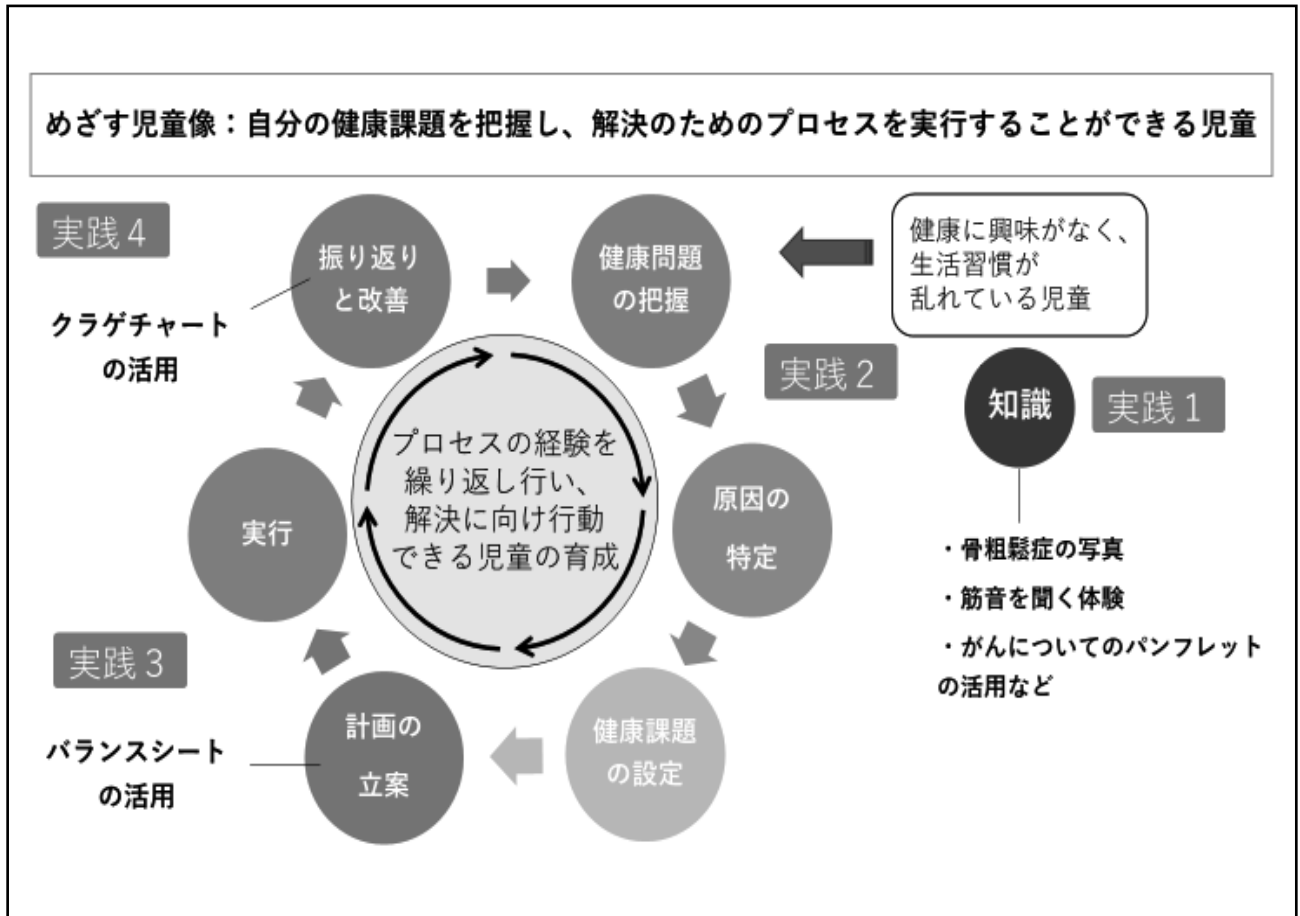 めざす児童像：自分の健康課題を把握し、解決のためのプロセスを実行することができる児童
実践４
振り返り
と改善
クラゲチャート
の活用
健康問題
の把握
健康に興味がなく、
生活習慣が
乱れている児童
実践２
知識
実践１
・骨粗鬆症の写真
・筋音を聞く体験
・がんについてのパンフレット
の活用など
プロセスの経験を
繰り返し行い、
解決に向け行動
できる児童の育成
原因の
特定
実行
実践３
計画の
立案
バランスシート
の活用
健康課題
の設定